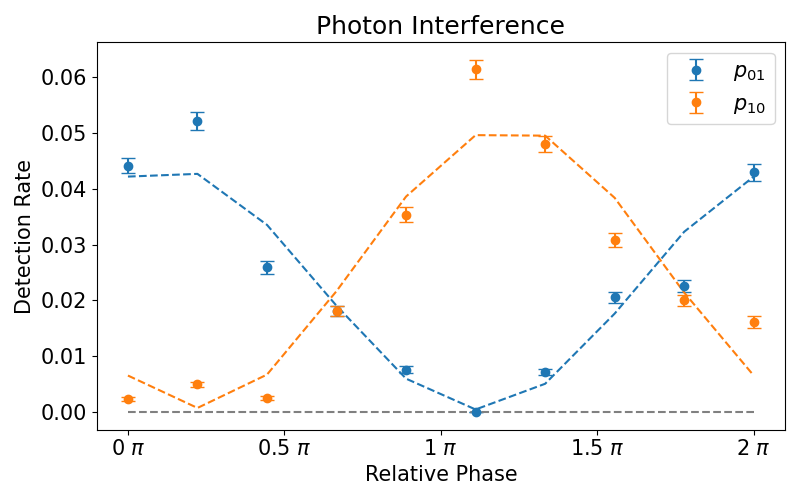 Photon Interference
Detection Rate
0.06
0.05
0.04
0.03
0.02
0.01
0.00
p01
p10
0 π
0.5 π
1 π
1.5 π
2 π
Relative Phase